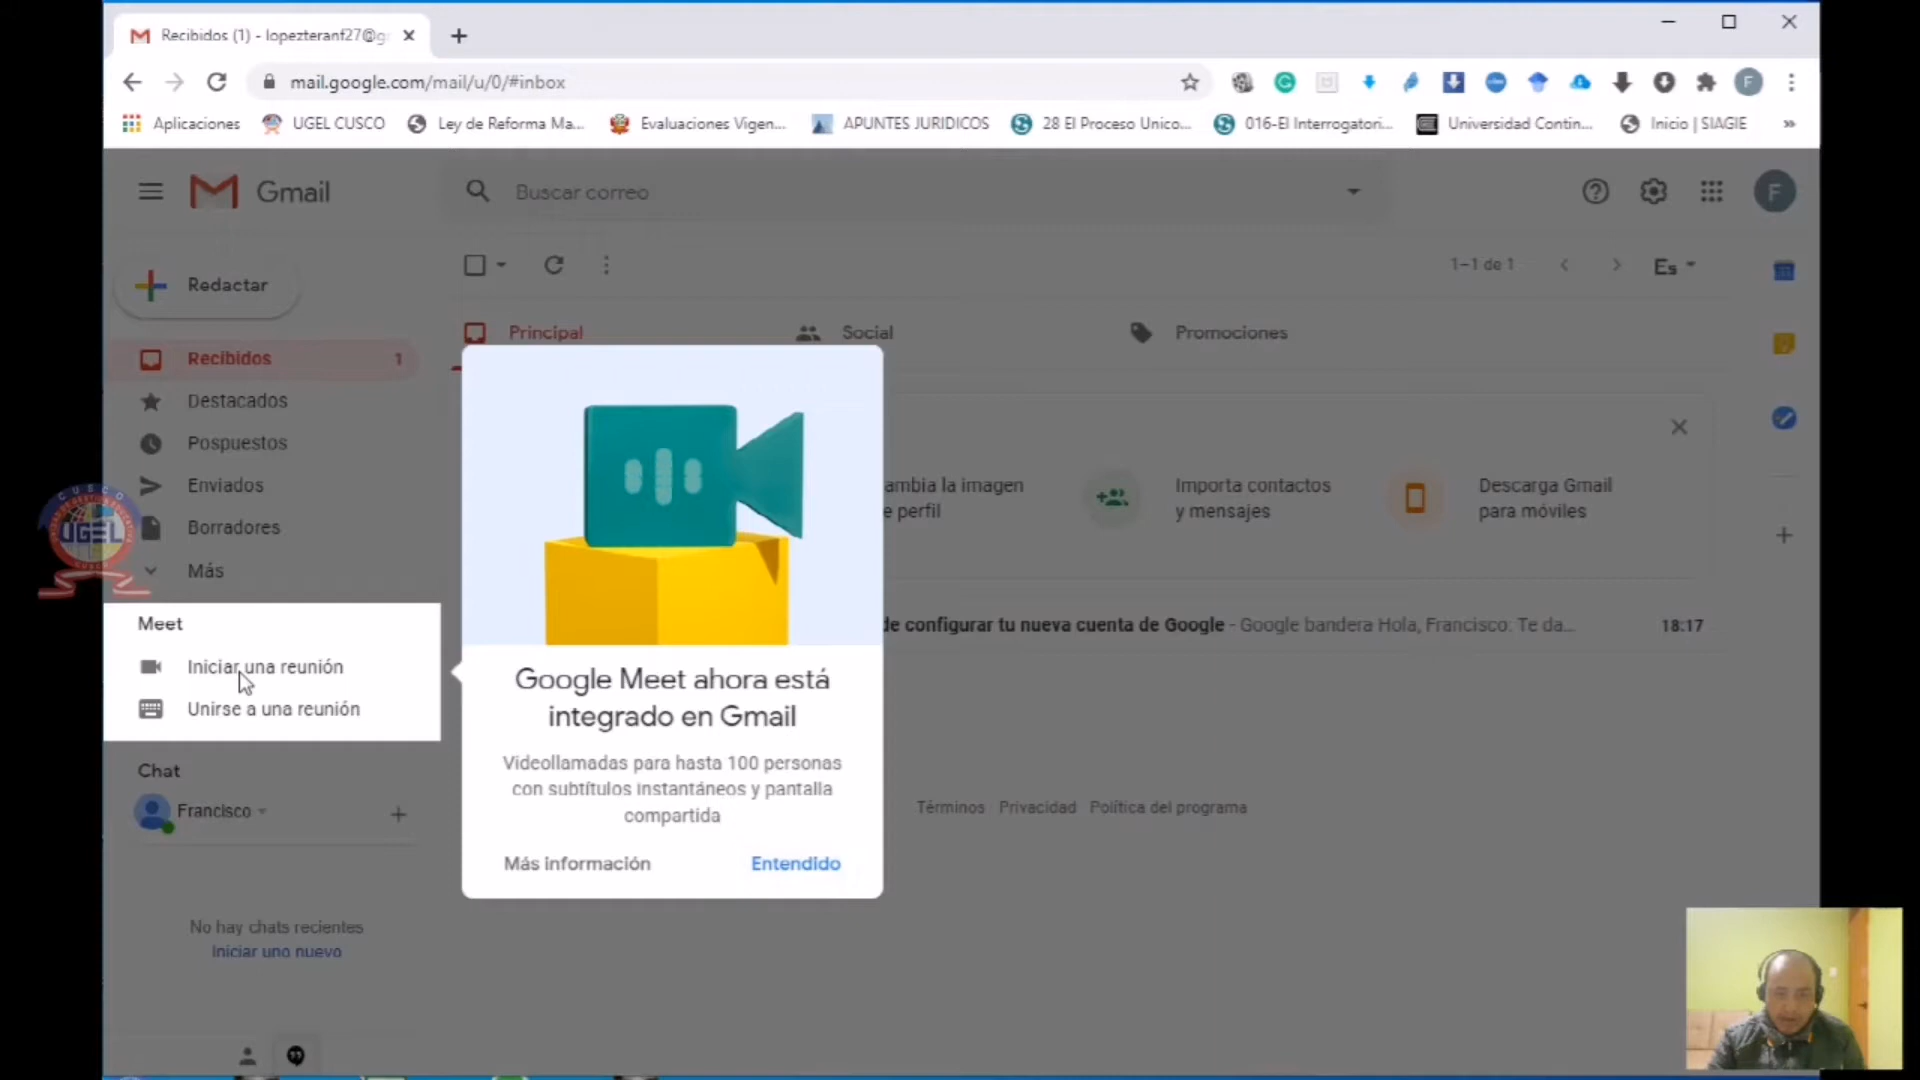 Recibidos (1) - lopezteranf27@g
mail.google.com/mail/u/0/#inbox
F
Aplicaciones
UGEL CUSCO
Ley de Reforma Ma...
Evaluaciones Vigen...
APUNTES JURIDICOS
28 El Proceso Unico...
016-El Interrogatori...
Universidad Contin...
Inicio | SIAGIE
»
Gmail
Buscar correo
F
Redactar
1–1 de 1
Es
Principal
Social
Promociones
Recibidos 1
Destacados
Pospuestos
Enviados
Borradores
Más
CUSCO
UGEL
ambia la imagen
e perfil
Importa contactos
y mensajes
Descarga Gmail
para móviles
de configurar tu nueva cuenta de Google - Google bandera Hola, Francisco: Te da...
18:17
Meet
Iniciar una reunión
Unirse a una reunión
Google Meet ahora está
integrado en Gmail
Videollamadas para hasta 100 personas
con subtítulos instantáneos y pantalla
compartida
Más información
Entendido
Términos Privacidad Política del programa
Chat
Francisco
No hay chats recientes
Iniciar uno nuevo